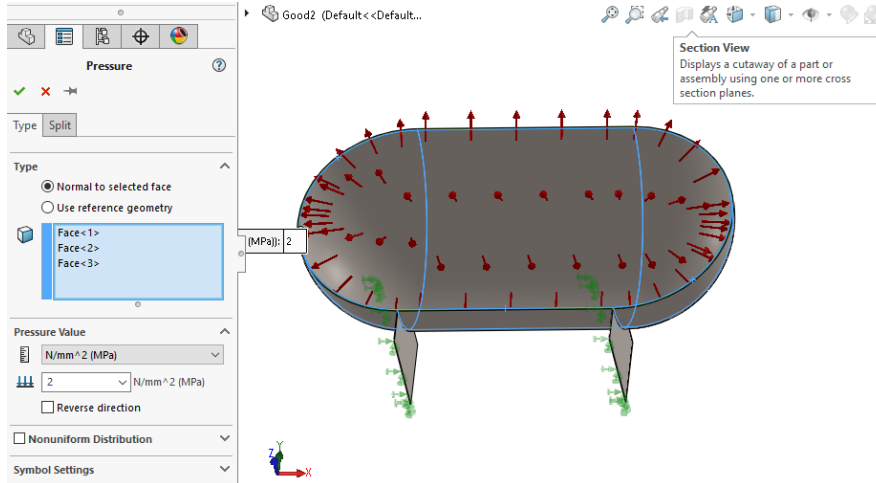 Good2 (Default<<Default...
Section View
Displays a cutaway of a part or
assembly using one or more cross
section planes.
Pressure
Type
Split
Type
Normal to selected face
Use reference geometry
Face<1>
Face<2>
Face<3>
(MPa)): 2
Pressure Value
N/mm^2 (MPa)
2
N/mm^2 (MPa)
Reverse direction
Nonuniform Distribution
Symbol Settings
Y
Z
X